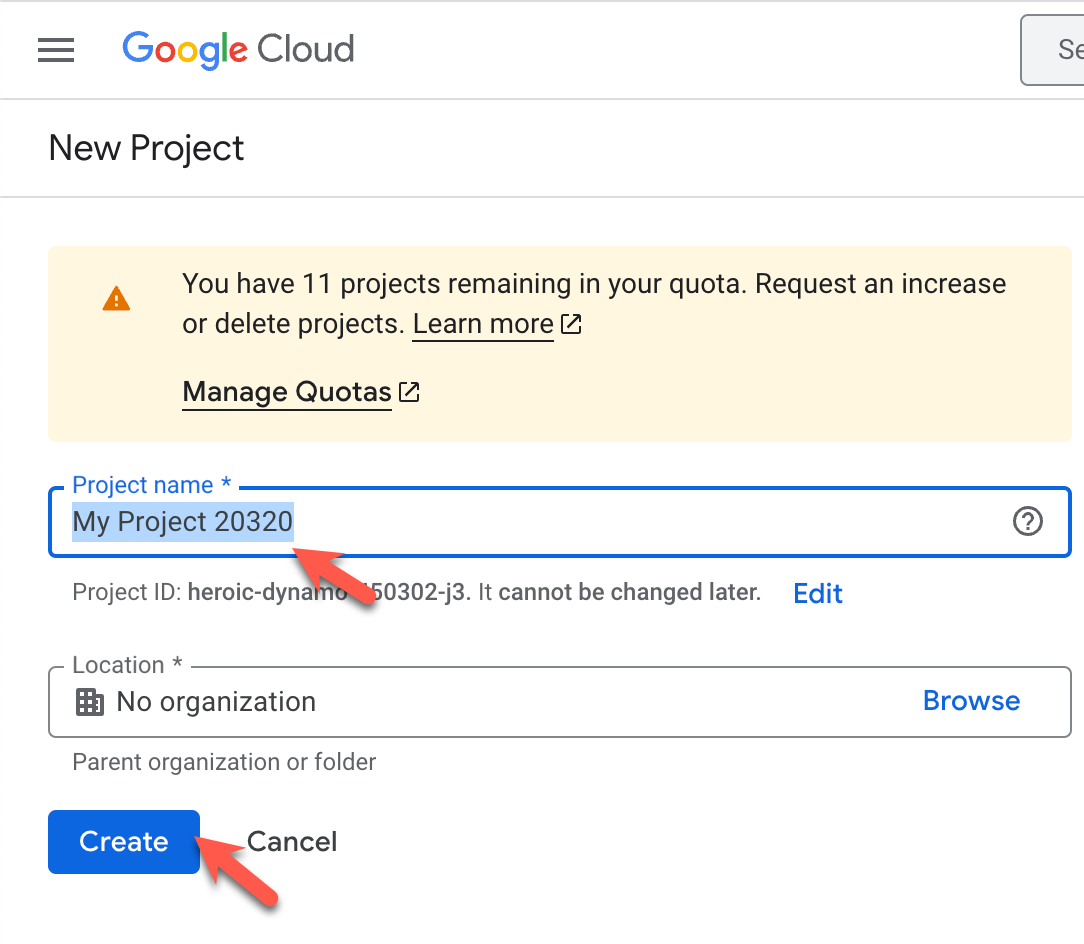 Google Cloud
Se
New Project
You have 11 projects remaining in your quota. Request an increase
or delete projects. Learn more
Manage Quotas
Project name *
My Project 20320
Project ID: heroic-dynamo 50302-j3. It cannot be changed later. Edit
Location *
No organization Browse
Parent organization or folder
Create Cancel